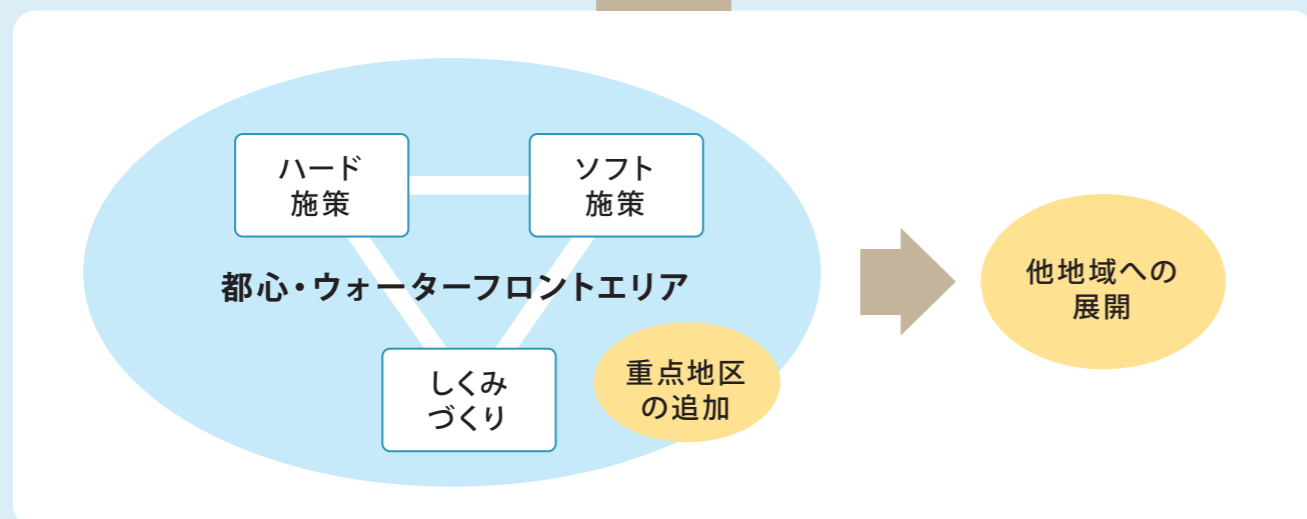 ハード
施策
ソフト
施策
都心・ウォーターフロントエリア
しくみ
づくり
重点地区
の追加
他地域への
展開